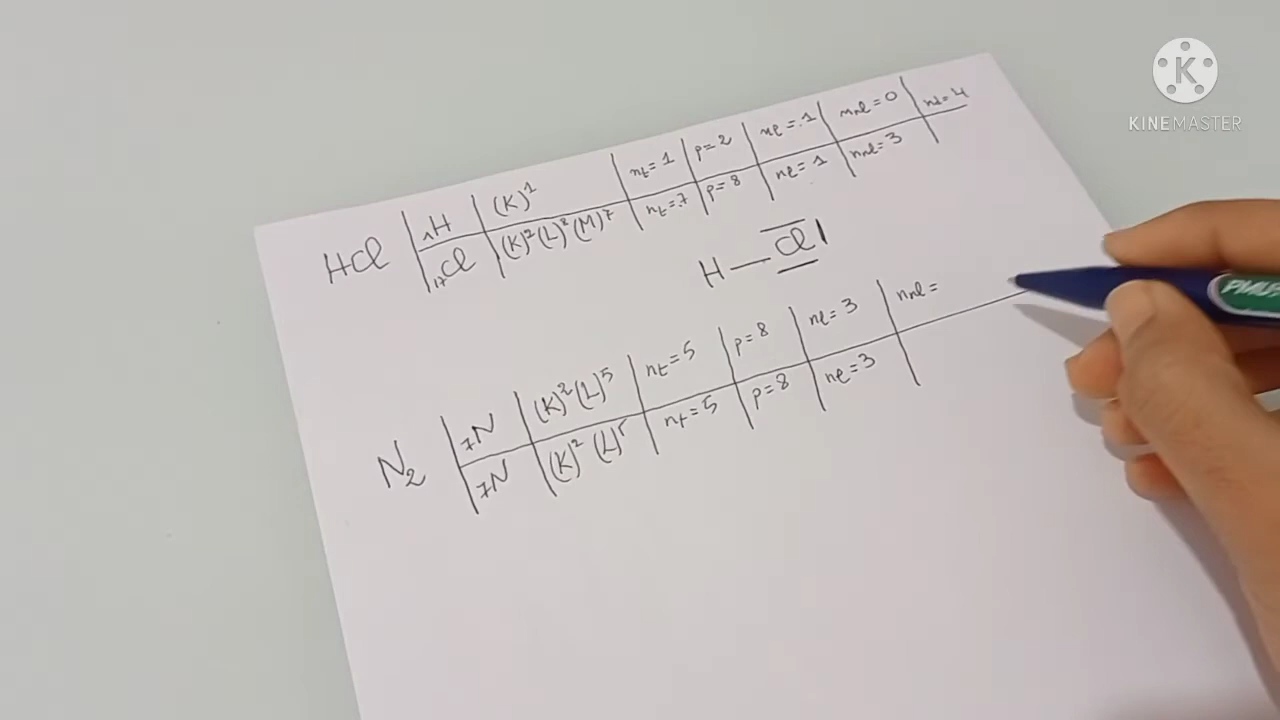 KINEMASTER
HCl | ₁H | (K)¹ | nt = 1 | p = 2 | nl = 1 | nnl = 0 | nd = 4
₁₇Cl | (K)² (L)⁸ (M)⁷ | nt = 7 | p = 8 | nl = 1 | nnl = 3
H — Cl
N₂ | ₇N | (K)² (L)⁵ | nt = 5 | p = 8 | nl = 3 | nnl =
₇N | (K)² (L)⁵ | nt = 5 | p = 8 | nl = 3